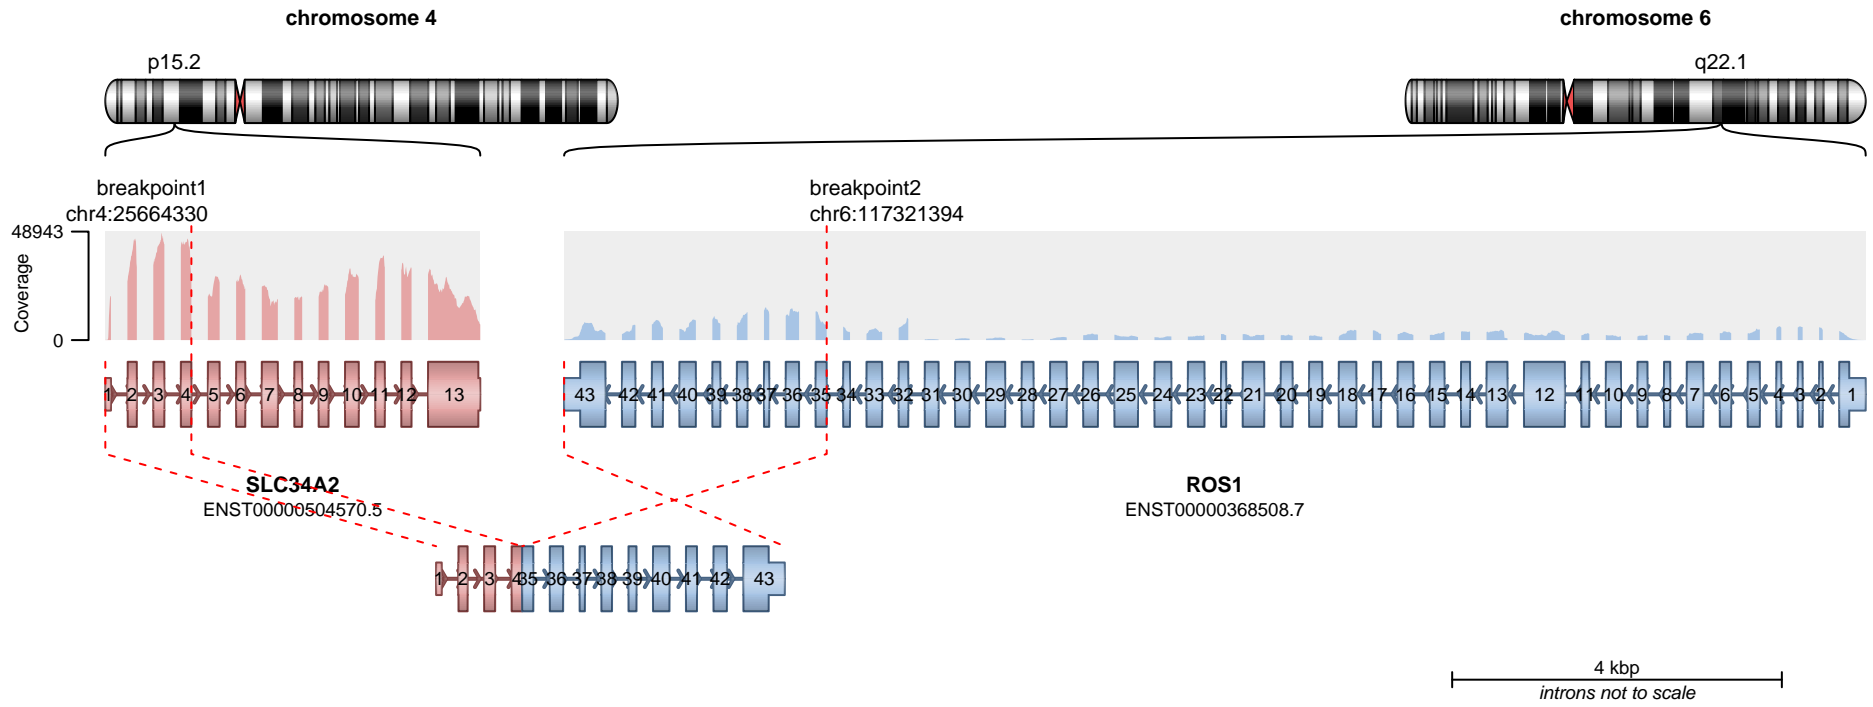 chromosome 4
chromosome 6
p15.2
q22.1
breakpoint1
chr4:25664330
breakpoint2
chr6:117321394
48943
Coverage
0
1 2 3 4 5 6 7 8 9 10 11 12 13
43 42 41 40 39 38 37 36 35 34 33 32 31 30 29 28 27 26 25 24 23 22 21 20 19 18 17 16 15 14 13 12 11 10 9 8 7 6 5 4 3 2 1
SLC34A2
ENST00000504570.5
ROS1
ENST00000368508.7
1 2 3 4 35 36 37 38 39 40 41 42 43
4 kbp
introns not to scale